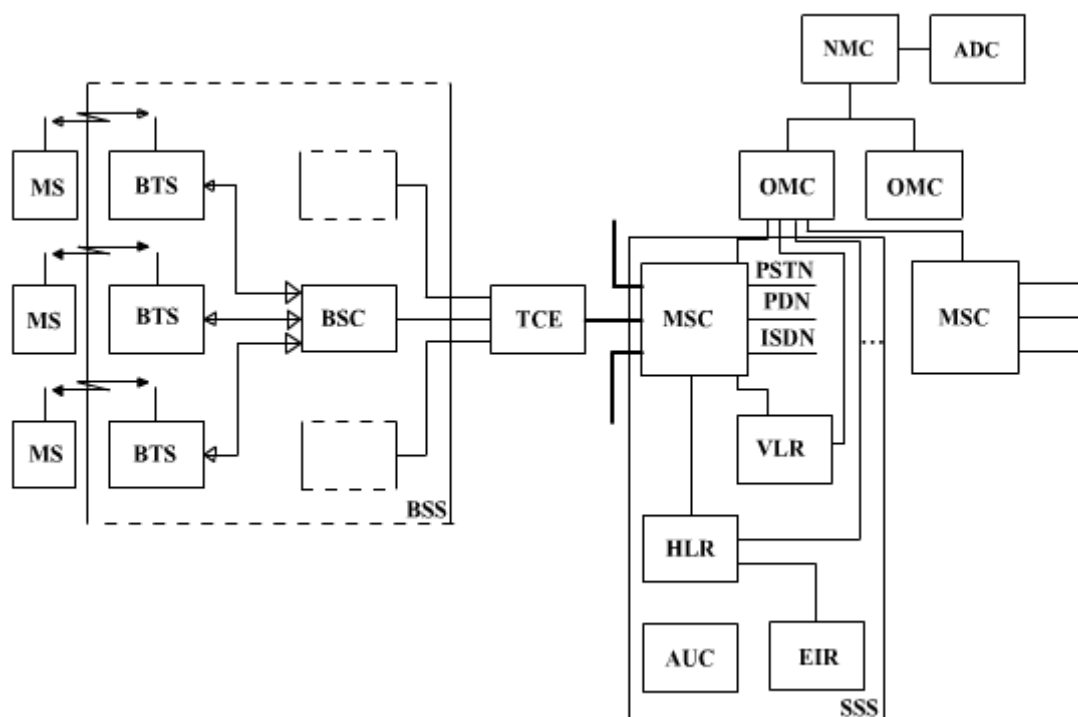 NMC
ADC
OMC
OMC
MS
BTS
MS
BTS
BSC
TCE
MSC
PSTN
PDN
ISDN
...
MSC
MS
BTS
VLR
BSS
HLR
AUC
EIR
SSS